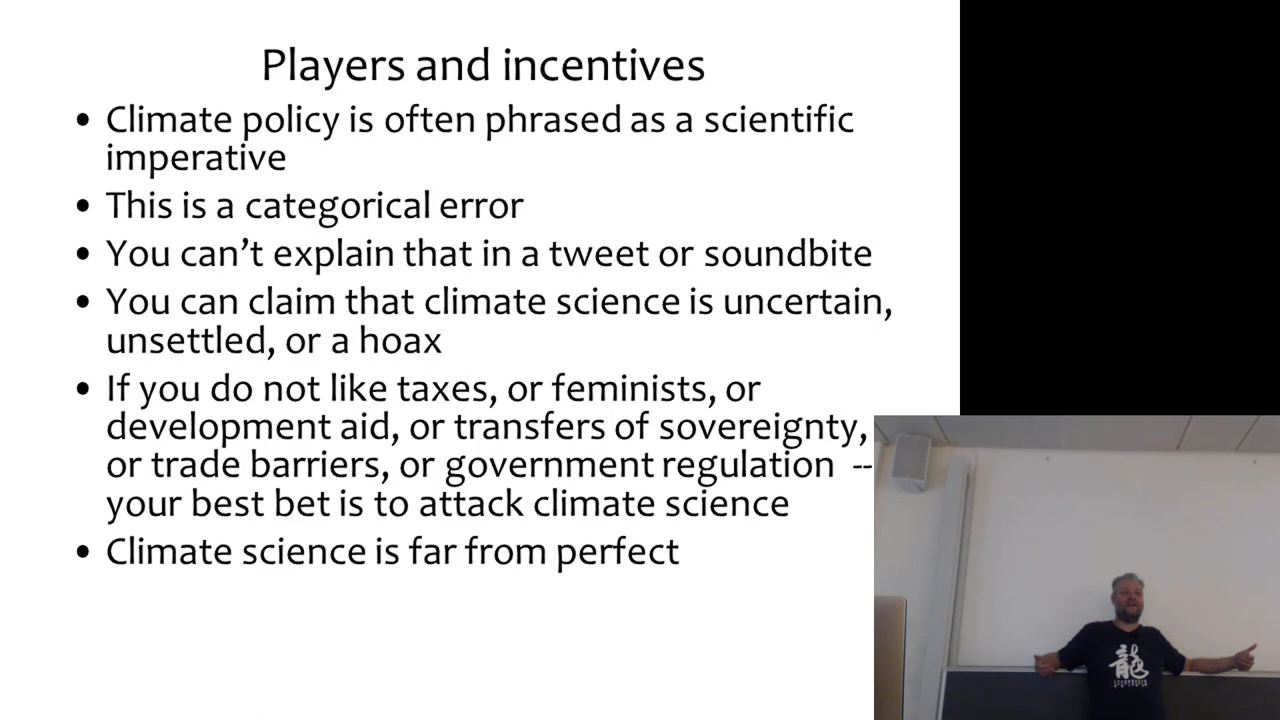 Players and incentives
• Climate policy is often phrased as a scientific
imperative
• This is a categorical error
• You can’t explain that in a tweet or soundbite
• You can claim that climate science is uncertain,
unsettled, or a hoax
• If you do not like taxes, or feminists, or
development aid, or transfers of sovereignty,
or trade barriers, or government regulation --
your best bet is to attack climate science
• Climate science is far from perfect
龍